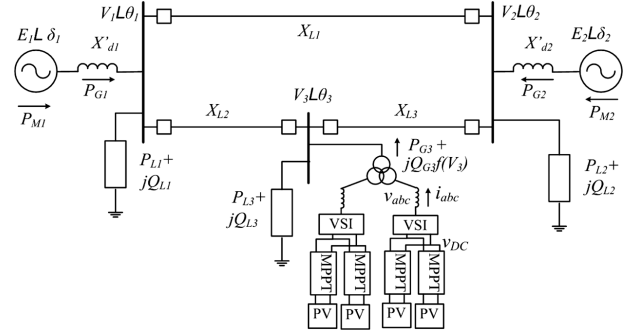 V1∟θ1
V2∟θ2
XL1
E1∟ δ1
X'd1
X'd2
E2∟δ2
PG1
PG2
PM1
PM2
XL2
V3∟θ3
XL3
PL1+
jQL1
PG3 +
jQG3f(V3)
PL2+
jQL2
PL3+
jQL3
vabc
iabc
VSI
VSI
vDC
MPPT
MPPT
MPPT
MPPT
PV
PV
PV
PV